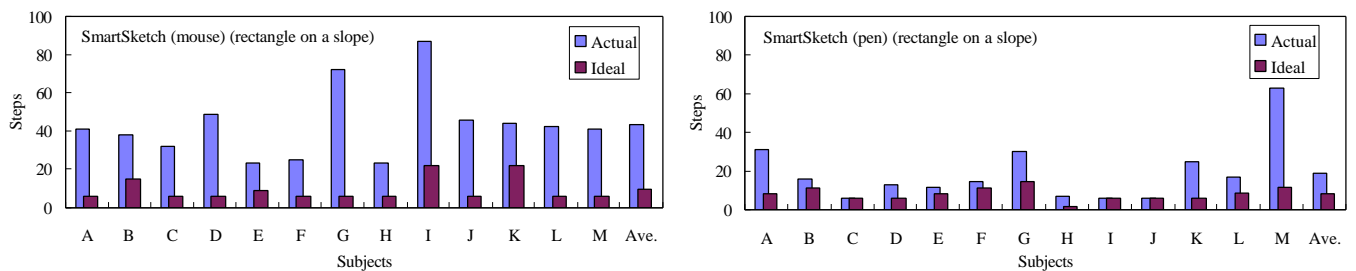 SmartSketch (mouse) (rectangle on a slope)
Actual
Ideal
Steps
100
80
60
40
20
0
A B C D E F G H I J K L M Ave.
Subjects
SmartSketch (pen) (rectangle on a slope)
Actual
Ideal
Steps
100
80
60
40
20
0
A B C D E F G H I J K L M Ave.
Subjects